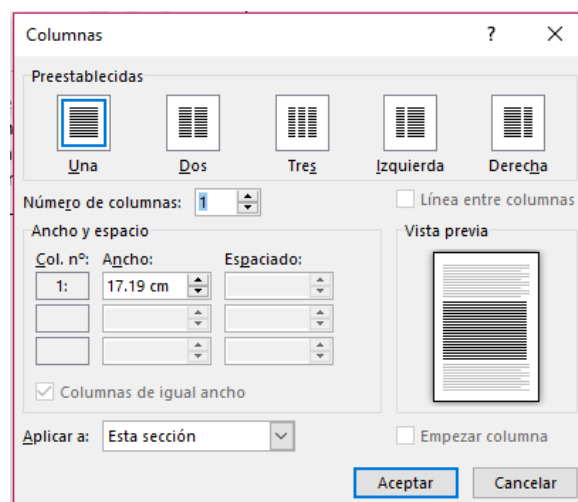 Columnas ?
Preestablecidas
Una Dos Tres Izquierda Derecha
Número de columnas: 1 Línea entre columnas
Ancho y espacio Vista previa
Col. nº: Ancho: Espaciado:
1: 17.19 cm
Columnas de igual ancho
Aplicar a: Esta sección Empezar columna
Aceptar Cancelar